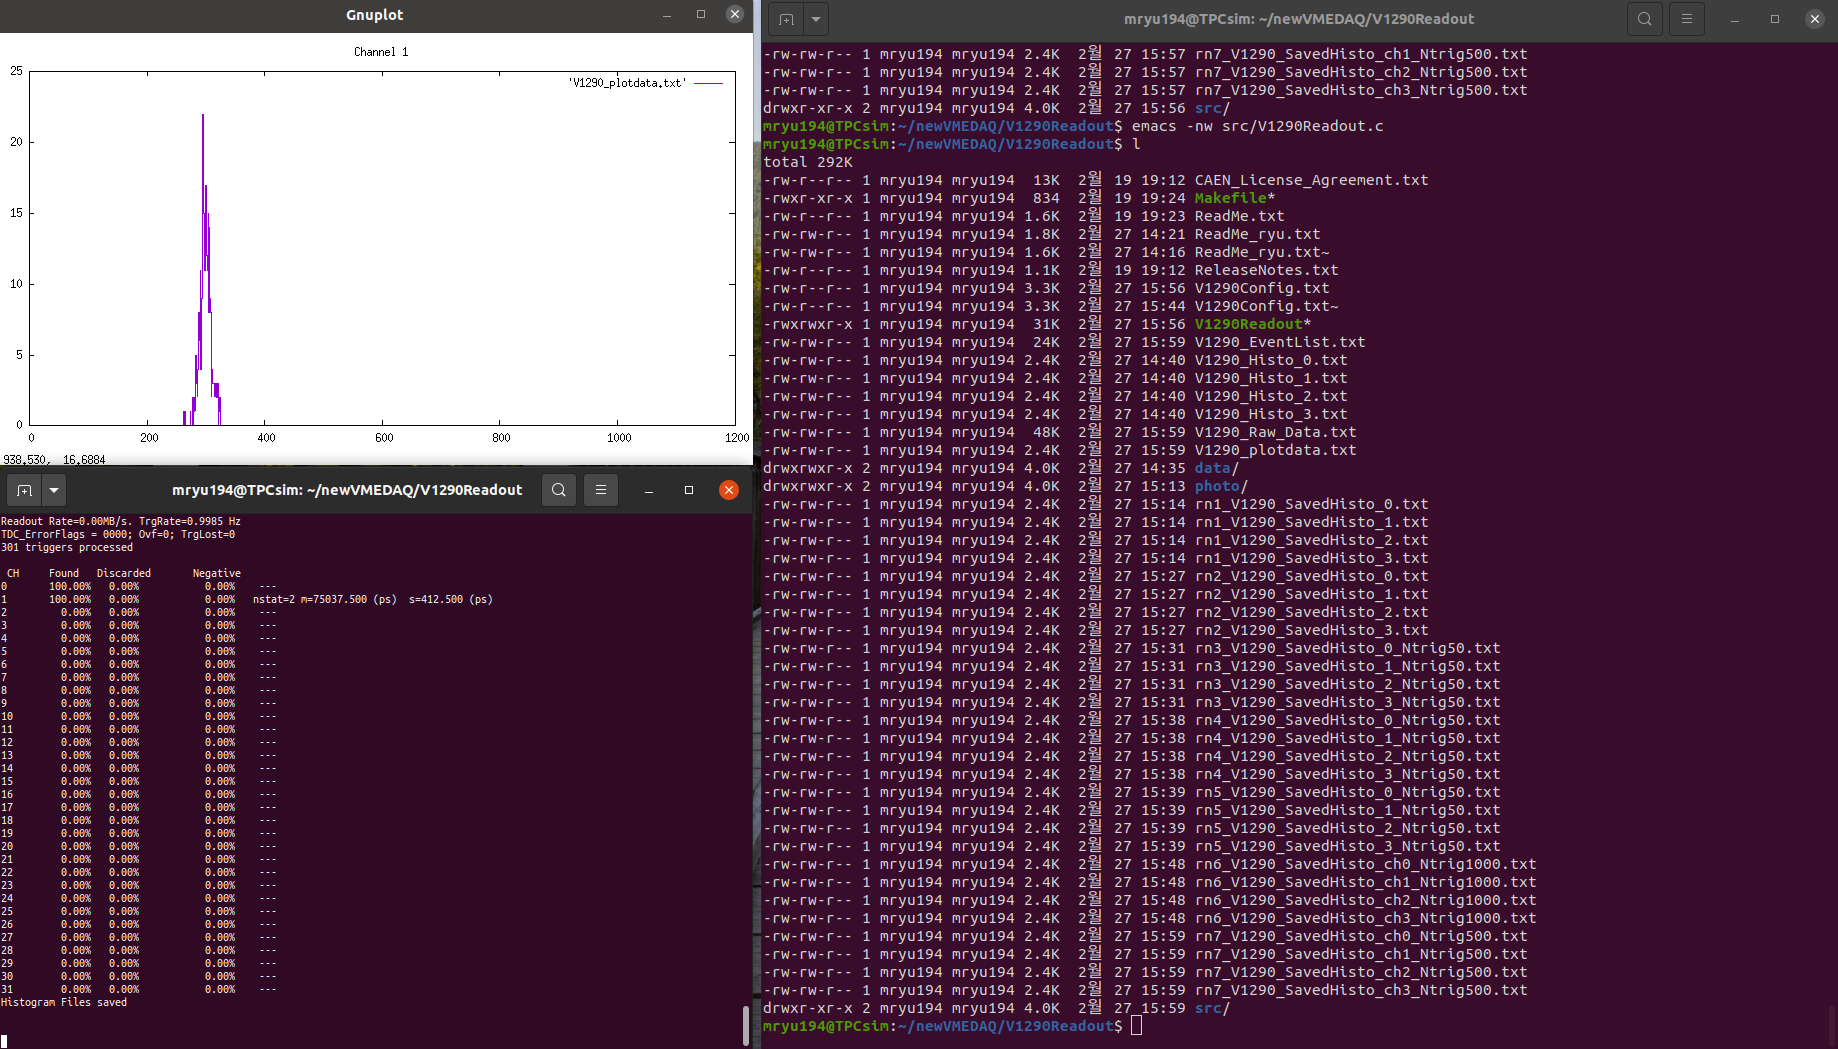 Gnuplot
Channel 1
'V1290_plotdata.txt'
25
20
15
10
5
0
0 200 400 600 800 1000 1200
938.530, 16.6884
mryu194@TPCsim: ~/newVMEDAQ/V1290Readout
Readout Rate=0.00MB/s. TrgRate=0.9985 Hz
TDC_ErrorFlags = 0000; Ovf=0; TrgLost=0
301 triggers processed
CH Found Discarded Negative
0 100.00% 0.00% 0.00% ---
1 100.00% 0.00% 0.00% nstat=2 m=75037.500 (ps) s=412.500 (ps)
2 0.00% 0.00% 0.00% ---
3 0.00% 0.00% 0.00% ---
4 0.00% 0.00% 0.00% ---
5 0.00% 0.00% 0.00% ---
6 0.00% 0.00% 0.00% ---
7 0.00% 0.00% 0.00% ---
8 0.00% 0.00% 0.00% ---
9 0.00% 0.00% 0.00% ---
10 0.00% 0.00% 0.00% ---
11 0.00% 0.00% 0.00% ---
12 0.00% 0.00% 0.00% ---
13 0.00% 0.00% 0.00% ---
14 0.00% 0.00% 0.00% ---
15 0.00% 0.00% 0.00% ---
16 0.00% 0.00% 0.00% ---
17 0.00% 0.00% 0.00% ---
18 0.00% 0.00% 0.00% ---
19 0.00% 0.00% 0.00% ---
20 0.00% 0.00% 0.00% ---
21 0.00% 0.00% 0.00% ---
22 0.00% 0.00% 0.00% ---
23 0.00% 0.00% 0.00% ---
24 0.00% 0.00% 0.00% ---
25 0.00% 0.00% 0.00% ---
26 0.00% 0.00% 0.00% ---
27 0.00% 0.00% 0.00% ---
28 0.00% 0.00% 0.00% ---
29 0.00% 0.00% 0.00% ---
30 0.00% 0.00% 0.00% ---
31 0.00% 0.00% 0.00% ---
Histogram Files saved
mryu194@TPCsim: ~/newVMEDAQ/V1290Readout
-rw-rw-r-- 1 mryu194 mryu194 2.4K 2월 27 15:57 rn7_V1290_SavedHisto_ch1_Ntrig500.txt
-rw-rw-r-- 1 mryu194 mryu194 2.4K 2월 27 15:57 rn7_V1290_SavedHisto_ch2_Ntrig500.txt
-rw-rw-r-- 1 mryu194 mryu194 2.4K 2월 27 15:57 rn7_V1290_SavedHisto_ch3_Ntrig500.txt
drwxr-xr-x 2 mryu194 mryu194 4.0K 2월 27 15:56 src/
mryu194@TPCsim:~/newVMEDAQ/V1290Readout$ emacs -nw src/V1290Readout.c
mryu194@TPCsim:~/newVMEDAQ/V1290Readout$ l
total 292K
-rw-r--r-- 1 mryu194 mryu194 13K 2월 19 19:12 CAEN_License_Agreement.txt
-rwxr-xr-x 1 mryu194 mryu194 834 2월 19 19:24 Makefile*
-rw-r--r-- 1 mryu194 mryu194 1.6K 2월 19 19:23 ReadMe.txt
-rw-rw-r-- 1 mryu194 mryu194 1.8K 2월 27 14:21 ReadMe_ryu.txt
-rw-rw-r-- 1 mryu194 mryu194 1.6K 2월 27 14:16 ReadMe_ryu.txt~
-rw-r--r-- 1 mryu194 mryu194 1.1K 2월 19 19:12 ReleaseNotes.txt
-rw-r--r-- 1 mryu194 mryu194 3.3K 2월 27 15:56 V1290Config.txt
-rw-r--r-- 1 mryu194 mryu194 3.3K 2월 27 15:44 V1290Config.txt~
-rwxrwxr-x 1 mryu194 mryu194 31K 2월 27 15:56 V1290Readout*
-rw-rw-r-- 1 mryu194 mryu194 24K 2월 27 15:59 V1290_EventList.txt
-rw-rw-r-- 1 mryu194 mryu194 2.4K 2월 27 14:40 V1290_Histo_0.txt
-rw-rw-r-- 1 mryu194 mryu194 2.4K 2월 27 14:40 V1290_Histo_1.txt
-rw-rw-r-- 1 mryu194 mryu194 2.4K 2월 27 14:40 V1290_Histo_2.txt
-rw-rw-r-- 1 mryu194 mryu194 2.4K 2월 27 14:40 V1290_Histo_3.txt
-rw-rw-r-- 1 mryu194 mryu194 48K 2월 27 15:59 V1290_Raw_Data.txt
-rw-rw-r-- 1 mryu194 mryu194 2.4K 2월 27 15:59 V1290_plotdata.txt
drwxrwxr-x 2 mryu194 mryu194 4.0K 2월 27 14:35 data/
drwxrwxr-x 2 mryu194 mryu194 4.0K 2월 27 15:13 photo/
-rw-rw-r-- 1 mryu194 mryu194 2.4K 2월 27 15:14 rn1_V1290_SavedHisto_0.txt
-rw-rw-r-- 1 mryu194 mryu194 2.4K 2월 27 15:14 rn1_V1290_SavedHisto_1.txt
-rw-rw-r-- 1 mryu194 mryu194 2.4K 2월 27 15:14 rn1_V1290_SavedHisto_2.txt
-rw-rw-r-- 1 mryu194 mryu194 2.4K 2월 27 15:14 rn1_V1290_SavedHisto_3.txt
-rw-rw-r-- 1 mryu194 mryu194 2.4K 2월 27 15:27 rn2_V1290_SavedHisto_0.txt
-rw-rw-r-- 1 mryu194 mryu194 2.4K 2월 27 15:27 rn2_V1290_SavedHisto_1.txt
-rw-rw-r-- 1 mryu194 mryu194 2.4K 2월 27 15:27 rn2_V1290_SavedHisto_2.txt
-rw-rw-r-- 1 mryu194 mryu194 2.4K 2월 27 15:27 rn2_V1290_SavedHisto_3.txt
-rw-rw-r-- 1 mryu194 mryu194 2.4K 2월 27 15:31 rn3_V1290_SavedHisto_0_Ntrig50.txt
-rw-rw-r-- 1 mryu194 mryu194 2.4K 2월 27 15:31 rn3_V1290_SavedHisto_1_Ntrig50.txt
-rw-rw-r-- 1 mryu194 mryu194 2.4K 2월 27 15:31 rn3_V1290_SavedHisto_2_Ntrig50.txt
-rw-rw-r-- 1 mryu194 mryu194 2.4K 2월 27 15:31 rn3_V1290_SavedHisto_3_Ntrig50.txt
-rw-rw-r-- 1 mryu194 mryu194 2.4K 2월 27 15:38 rn4_V1290_SavedHisto_0_Ntrig50.txt
-rw-rw-r-- 1 mryu194 mryu194 2.4K 2월 27 15:38 rn4_V1290_SavedHisto_1_Ntrig50.txt
-rw-rw-r-- 1 mryu194 mryu194 2.4K 2월 27 15:38 rn4_V1290_SavedHisto_2_Ntrig50.txt
-rw-rw-r-- 1 mryu194 mryu194 2.4K 2월 27 15:38 rn4_V1290_SavedHisto_3_Ntrig50.txt
-rw-rw-r-- 1 mryu194 mryu194 2.4K 2월 27 15:39 rn5_V1290_SavedHisto_0_Ntrig50.txt
-rw-rw-r-- 1 mryu194 mryu194 2.4K 2월 27 15:39 rn5_V1290_SavedHisto_1_Ntrig50.txt
-rw-rw-r-- 1 mryu194 mryu194 2.4K 2월 27 15:39 rn5_V1290_SavedHisto_2_Ntrig50.txt
-rw-rw-r-- 1 mryu194 mryu194 2.4K 2월 27 15:39 rn5_V1290_SavedHisto_3_Ntrig50.txt
-rw-rw-r-- 1 mryu194 mryu194 2.4K 2월 27 15:48 rn6_V1290_SavedHisto_ch0_Ntrig1000.txt
-rw-rw-r-- 1 mryu194 mryu194 2.4K 2월 27 15:48 rn6_V1290_SavedHisto_ch1_Ntrig1000.txt
-rw-rw-r-- 1 mryu194 mryu194 2.4K 2월 27 15:48 rn6_V1290_SavedHisto_ch2_Ntrig1000.txt
-rw-rw-r-- 1 mryu194 mryu194 2.4K 2월 27 15:48 rn6_V1290_SavedHisto_ch3_Ntrig1000.txt
-rw-rw-r-- 1 mryu194 mryu194 2.4K 2월 27 15:59 rn7_V1290_SavedHisto_ch0_Ntrig500.txt
-rw-rw-r-- 1 mryu194 mryu194 2.4K 2월 27 15:59 rn7_V1290_SavedHisto_ch1_Ntrig500.txt
-rw-rw-r-- 1 mryu194 mryu194 2.4K 2월 27 15:59 rn7_V1290_SavedHisto_ch2_Ntrig500.txt
-rw-rw-r-- 1 mryu194 mryu194 2.4K 2월 27 15:59 rn7_V1290_SavedHisto_ch3_Ntrig500.txt
drwxr-xr-x 2 mryu194 mryu194 4.0K 2월 27 15:59 src/
mryu194@TPCsim:~/newVMEDAQ/V1290Readout$